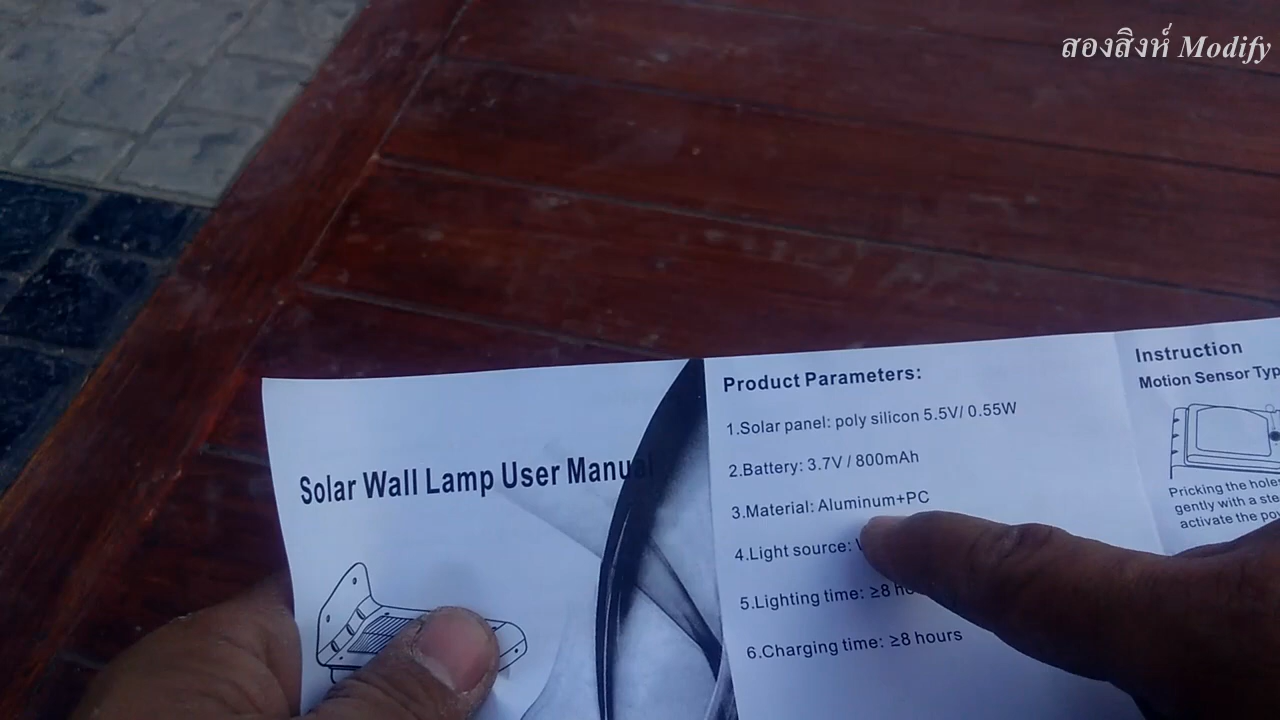 สองสิงห์ Modify
Solar Wall Lamp User Manual
Product Parameters:
1.Solar panel: poly silicon 5.5V/ 0.55W
2.Battery: 3.7V / 800mAh
3.Material: Aluminum+PC
4.Light source:
5.Lighting time: ≥8
6.Charging time: ≥8 hours
Instruction
Motion Sensor
Pricking the
gently with a
activate the